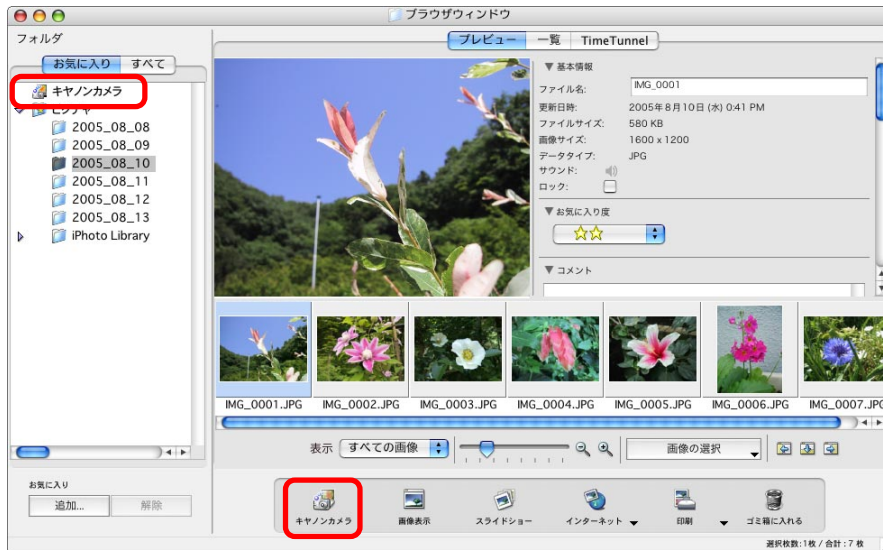 ブラウザウィンドウ
フォルダ
お気に入り すべて
キヤノンカメラ
ピクチャ
2005_08_08
2005_08_09
2005_08_10
2005_08_11
2005_08_12
2005_08_13
iPhoto Library
お気に入り
追加... 解除
プレビュー 一覧 TimeTunnel
基本情報
ファイル名: IMG_0001
更新日時: 2005年8月10日(水) 0:41 PM
ファイルサイズ: 580 KB
画像サイズ: 1600 x 1200
データタイプ: JPG
サウンド:
ロック:
お気に入り度
コメント
IMG_0001.JPG IMG_0002.JPG IMG_0003.JPG IMG_0004.JPG IMG_0005.JPG IMG_0006.JPG IMG_0007.JPG
表示 すべての画像 画像の選択
キヤノンカメラ 画像表示 スライドショー インターネット 印刷 ゴミ箱に入れる
選択枚数:1枚 / 合計:7 枚